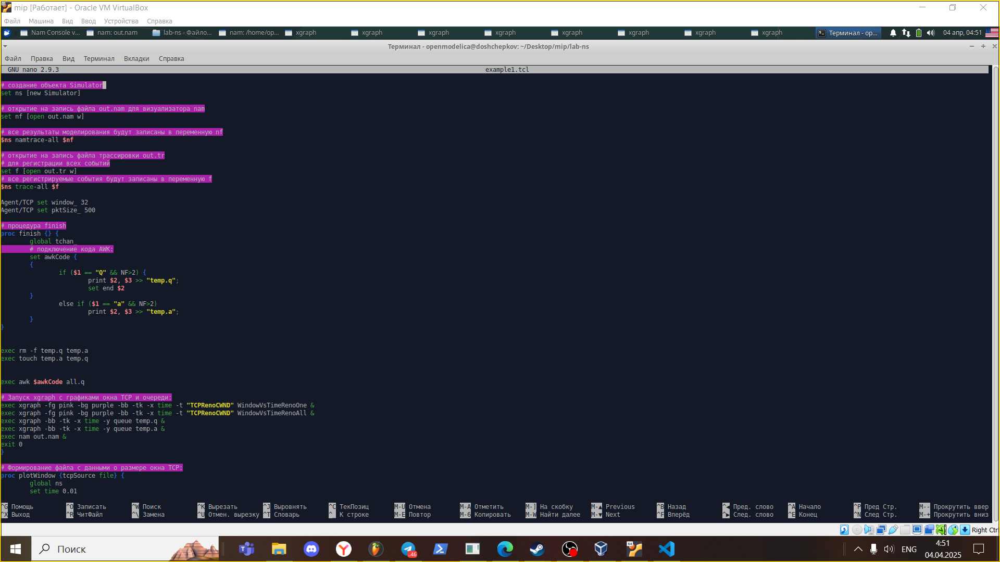 mip [Работает] - Oracle VM VirtualBox
Файл Машина Вид Ввод Устройства Справка
Nam Console v... nam: out.nam lab-ns - Файло... nam: /home/op... xgraph xgraph xgraph xgraph xgraph xgraph xgraph xgraph Терминал - op... 04 апр, 04:51
Терминал - openmodelica@doshchepkov: ~/Desktop/mip/lab-ns
Файл Правка Вид Терминал Вкладки Справка
GNU nano 2.9.3 example1.tcl
# создание объекта Simulator
set ns [new Simulator]
# открытие на запись файла out.nam для визуализатора nam
set nf [open out.nam w]
# все результаты моделирования будут записаны в переменную nf
$ns namtrace-all $nf
# открытие на запись файла трассировки out.tr
# для регистрации всех событий
set f [open out.tr w]
# все регистрируемые события будут записаны в переменную f
$ns trace-all $f
Agent/TCP set window_ 32
Agent/TCP set pktSize_ 500
# процедура finish
proc finish {} {
global tchan_
# подключение кода AWK:
set awkCode {
{
if ($1 == "Q" && NF>2) {
print $2, $3 >> "temp.q";
set end $2
}
else if ($1 == "a" && NF>2)
print $2, $3 >> "temp.a";
}
}
exec rm -f temp.q temp.a
exec touch temp.a temp.q
exec awk $awkCode all.q
# Запуск xgraph с графиками окна TCP и очереди:
exec xgraph -fg pink -bg purple -bb -tk -x time -t "TCPRenoCWND" WindowVsTimeRenoOne &
exec xgraph -fg pink -bg purple -bb -tk -x time -t "TCPRenoCWND" WindowVsTimeRenoAll &
exec xgraph -bb -tk -x time -y queue temp.q &
exec xgraph -bb -tk -x time -y queue temp.a &
exec nam out.nam &
exit 0
}
# Формирование файла с данными о размере окна TCP:
proc plotWindow {tcpSource file} {
global ns
set time 0.01
^G Помощь ^O Записать ^W Поиск ^K Вырезать ^J Выровнять ^C ТекПозиц M-U Отмена M-A Отметить M-] На скобку M-▲ Previous ^B Назад ^◀ Пред. слово ^A Начало ^P Пред Стр. M-- Прокрутить ввер
^X Выход ^R ЧитФайл ^\ Замена ^U Отмен. вырезку ^T Словарь ^_ К строке M-E Повтор M-6 Копировать M-W Найти далее M-▼ Next ^F Вперёд ^▶ След. слово ^E Конец ^N След Стр. M-+ Прокрутить вниз
Right Ctrl
Поиск ..46 64 ENG 4:51
04.04.2025